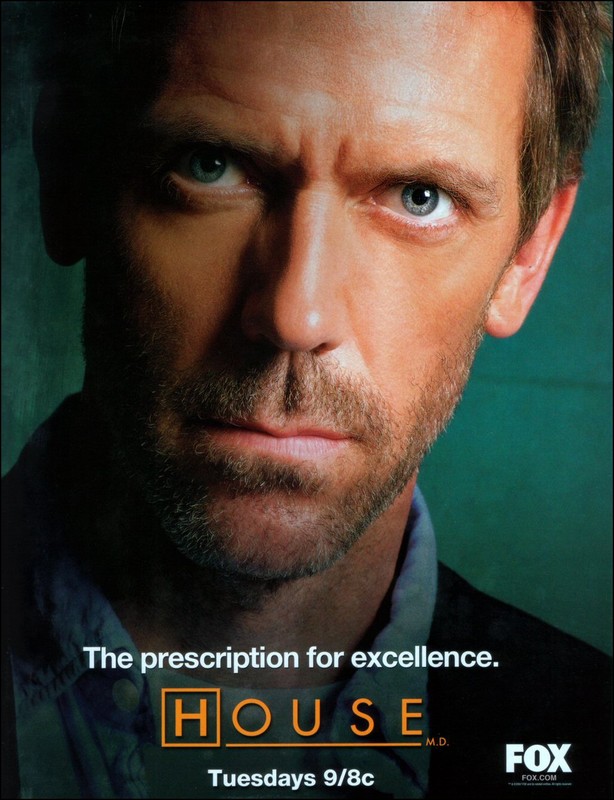 The prescription for excellence.
HOUSE
M.D.
Tuesdays 9/8c
FOX
FOX.COM